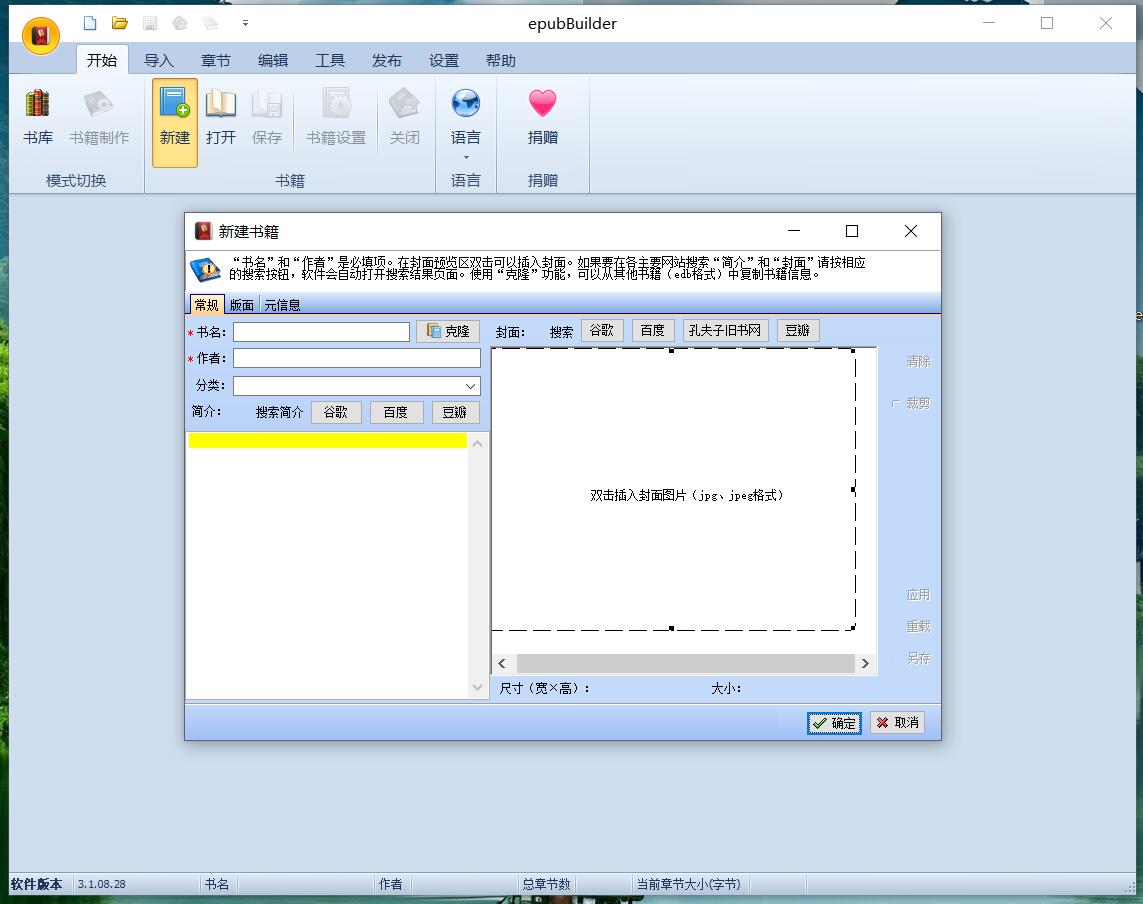 epubBuilder
开始 导入 章节 编辑 工具 发布 设置 帮助
书库 书籍制作 新建 打开 保存 书籍设置 关闭 语言 捐赠
模式切换 书籍 语言 捐赠
新建书籍
“书名”和“作者”是必填项。在封面预览区双击可以插入封面。如果要在各主要网站搜索“简介”和“封面”请按相应
的搜索按钮，软件会自动打开搜索结果页面。使用“克隆”功能，可以从其他书籍（edb格式）中复制书籍信息。
常规 版面 元信息
*书名: 克隆 封面: 搜索 谷歌 百度 孔夫子旧书网 豆瓣
*作者:
清除
分类:
裁剪
简介: 搜索简介 谷歌 百度 豆瓣
双击插入封面图片（jpg、jpeg格式）
应用
重载
另存
尺寸（宽×高）: 大小:
确定 取消
软件版本 3.1.08.28 书名 作者 总章节数 当前章节大小(字节)